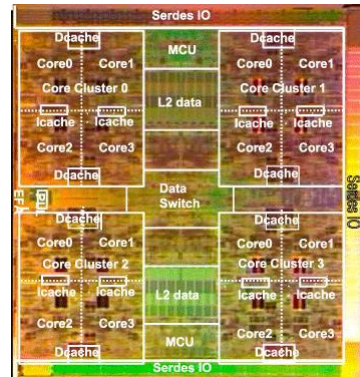 Serdes IO
Dcache MCU Dcache
Core0 Core1 Core0 Core1
Core Cluster 0 L2 data Core Cluster 1
Icache Icache Icache Icache
Core2 Core3 Core2 Core3
Dcache Dcache
Data
Switch
Serdes IO
Dcache Dcache
Core0 Core1 Core0 Core1
Core Cluster 2 Core Cluster 3
Icache Icache L2 data Icache Icache
Core2 Core3 Core2 Core3
Dcache MCU Dcache
Serdes IO